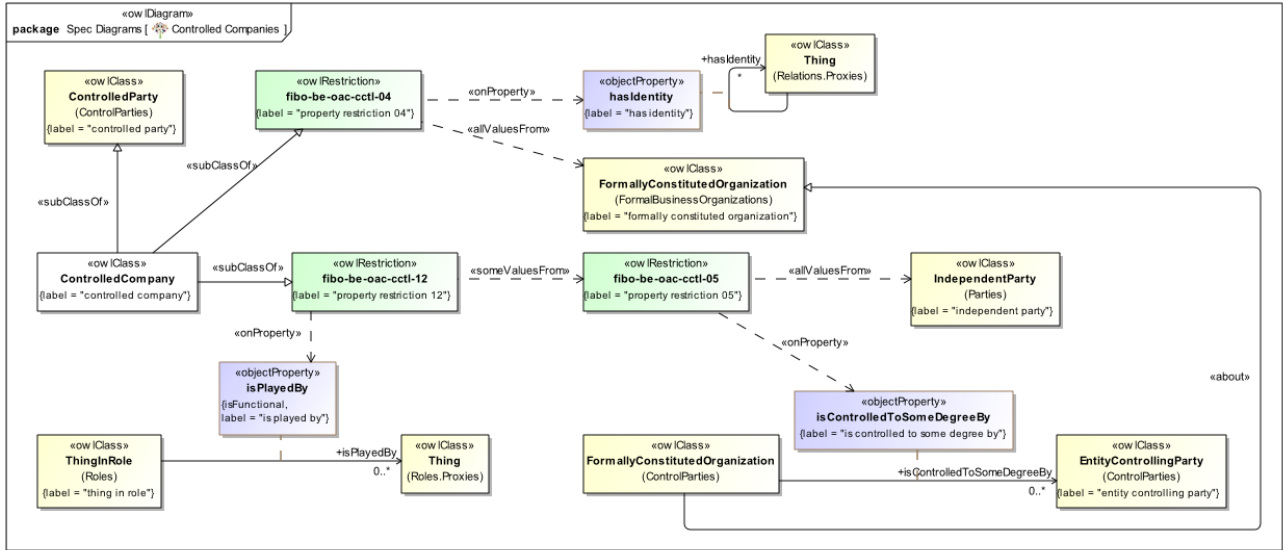 «owlDiagram»
package Spec Diagrams [ Controlled Companies ]
«owlClass»
ControlledParty
(ControlParties)
{label = "controlled party"}
«owlRestriction»
fibo-be-oac-cctl-04
{label = "property restriction 04"}
«onProperty»
«objectProperty»
hasIdentity
{label = "has identity"}
+hasIdentity
*
«owlClass»
Thing
(Relations.Proxies)
«allValuesFrom»
«subClassOf»
«subClassOf»
«owlClass»
FormallyConstitutedOrganization
(FormalBusinessOrganizations)
{label = "formally constituted organization"}
«owlClass»
ControlledCompany
{label = "controlled company"}
«subClassOf»
«owlRestriction»
fibo-be-oac-cctl-12
{label = "property restriction 12"}
«someValuesFrom»
«owlRestriction»
fibo-be-oac-cctl-05
{label = "property restriction 05"}
«allValuesFrom»
«owlClass»
IndependentParty
(Parties)
{label = "independent party"}
«onProperty»
«onProperty»
«about»
«objectProperty»
isPlayedBy
{isFunctional,
label = "is played by"}
«objectProperty»
isControlledToSomeDegreeBy
{label = "is controlled to some degree by"}
«owlClass»
ThingInRole
(Roles)
{label = "thing in role"}
+isPlayedBy
0..*
«owlClass»
Thing
(Roles.Proxies)
«owlClass»
FormallyConstitutedOrganization
(ControlParties)
+isControlledToSomeDegreeBy
0..*
«owlClass»
EntityControllingParty
(ControlParties)
{label = "entity controlling party"}